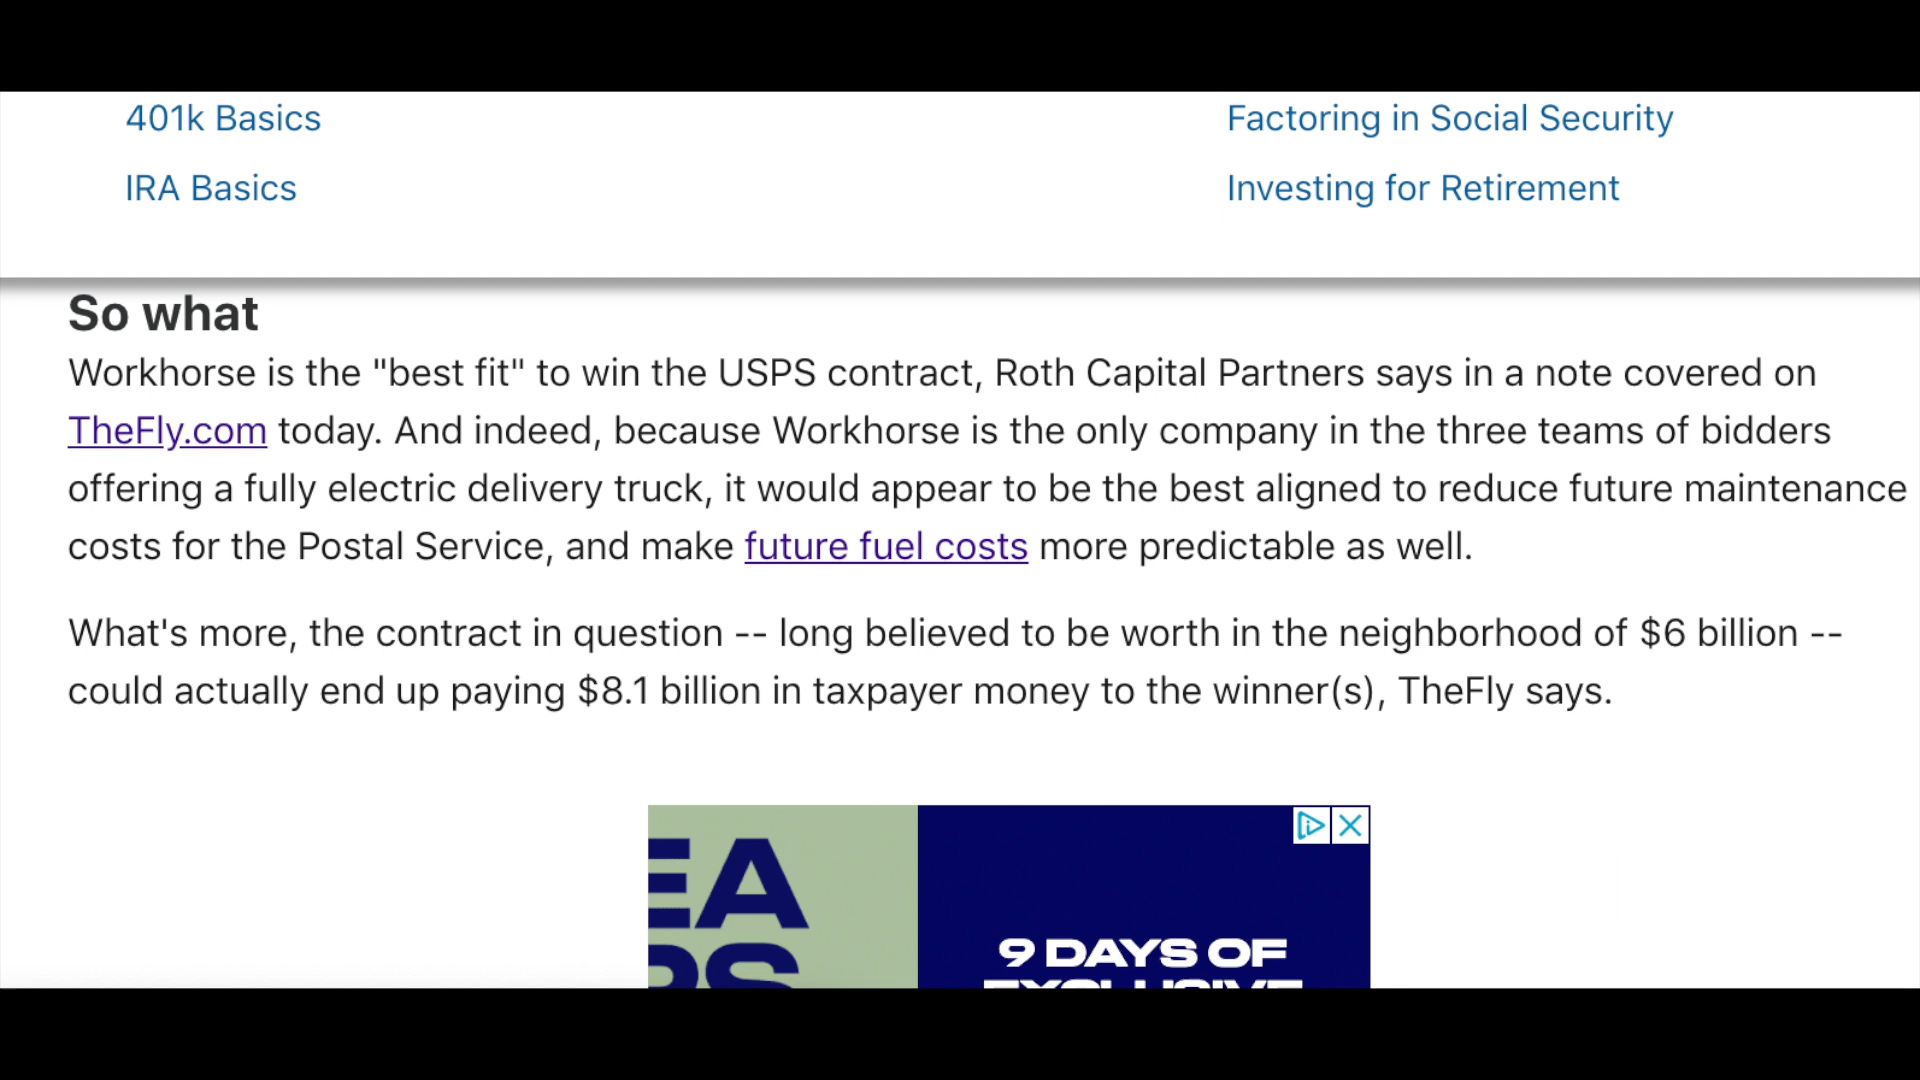 401k Basics
Factoring in Social Security
IRA Basics
Investing for Retirement
So what
Workhorse is the "best fit" to win the USPS contract, Roth Capital Partners says in a note covered on
TheFly.com today. And indeed, because Workhorse is the only company in the three teams of bidders
offering a fully electric delivery truck, it would appear to be the best aligned to reduce future maintenance
costs for the Postal Service, and make future fuel costs more predictable as well.
What's more, the contract in question -- long believed to be worth in the neighborhood of $6 billion --
could actually end up paying $8.1 billion in taxpayer money to the winner(s), TheFly says.
EA
PS
9 DAYS OF
EXCLUSIVE